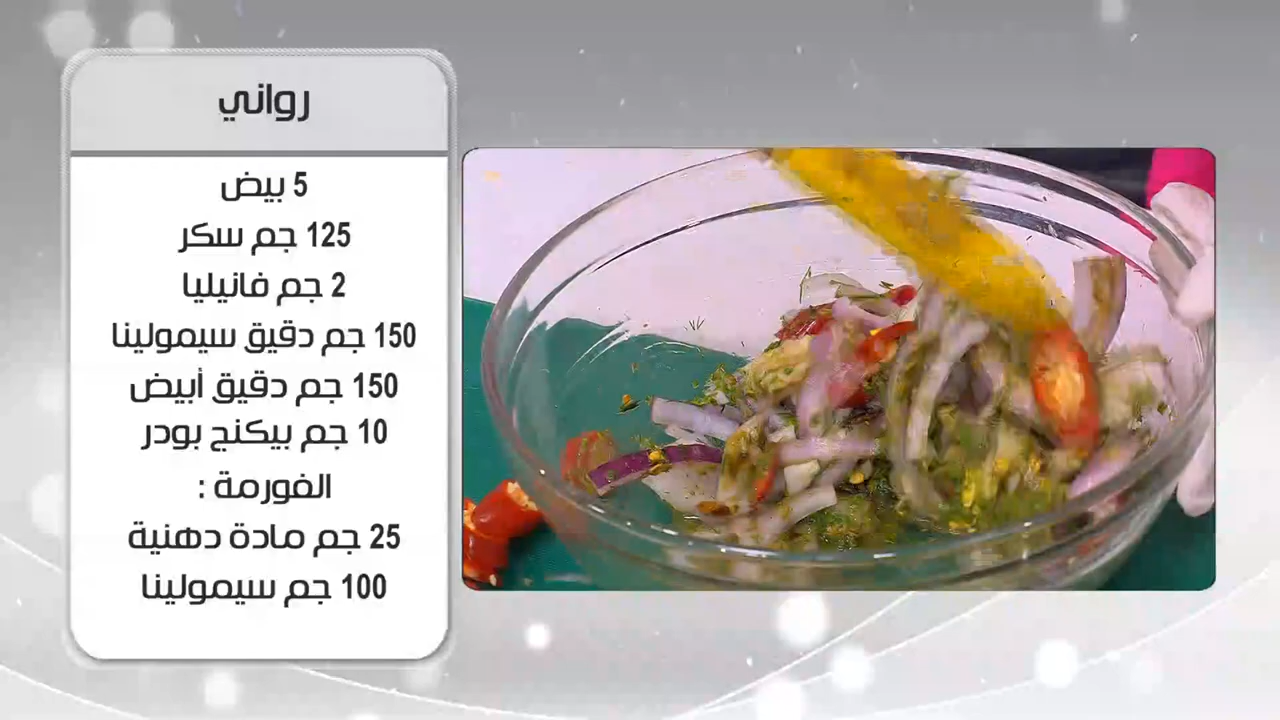 رواني
5 بيض
125 جم سكر
2 جم فانيليا
150 جم دقيق سيمولينا
150 جم دقيق أبيض
10 جم بيكنج بودر
الفورمة :
25 جم مادة دهنية
100 جم سيمولينا